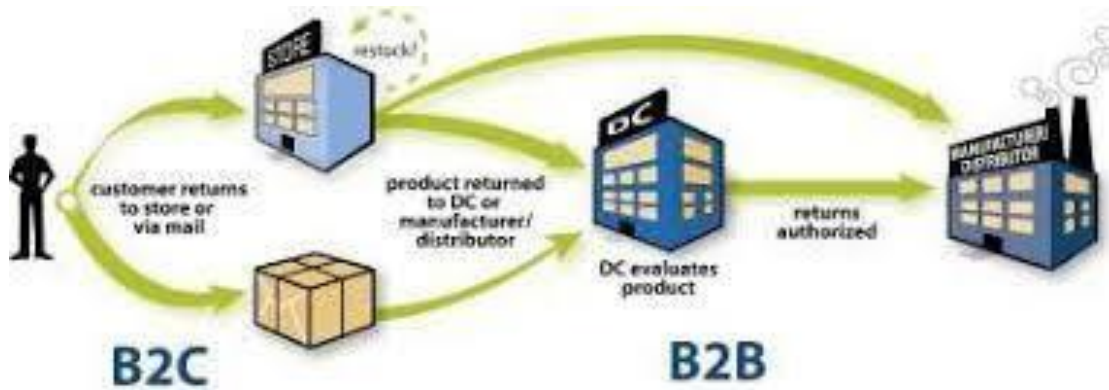 STORE
restock?
customer returns
to store or
via mail
product returned
to DC or
manufacturer/
distributor
DC
DC evaluates
product
returns
authorized
MANUFACTURER/
DISTRIBUTOR
B2C
B2B